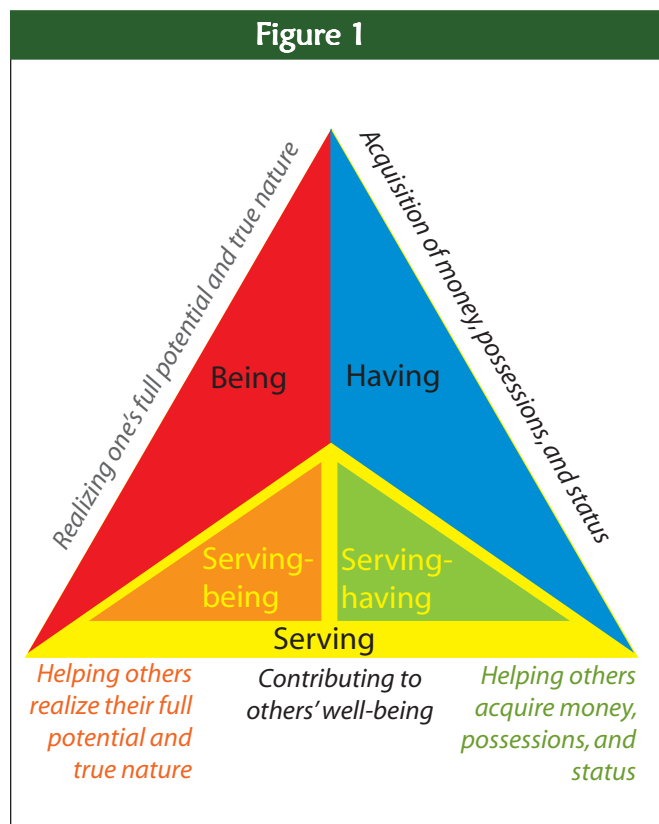 Figure 1
Realizing one's full potential and true nature
Acquisition of money, possessions, and status
Being
Having
Serving-
being
Serving-
having
Serving
Helping others
realize their full
potential and
true nature
Contributing to
others' well-being
Helping others
acquire money,
possessions, and
status